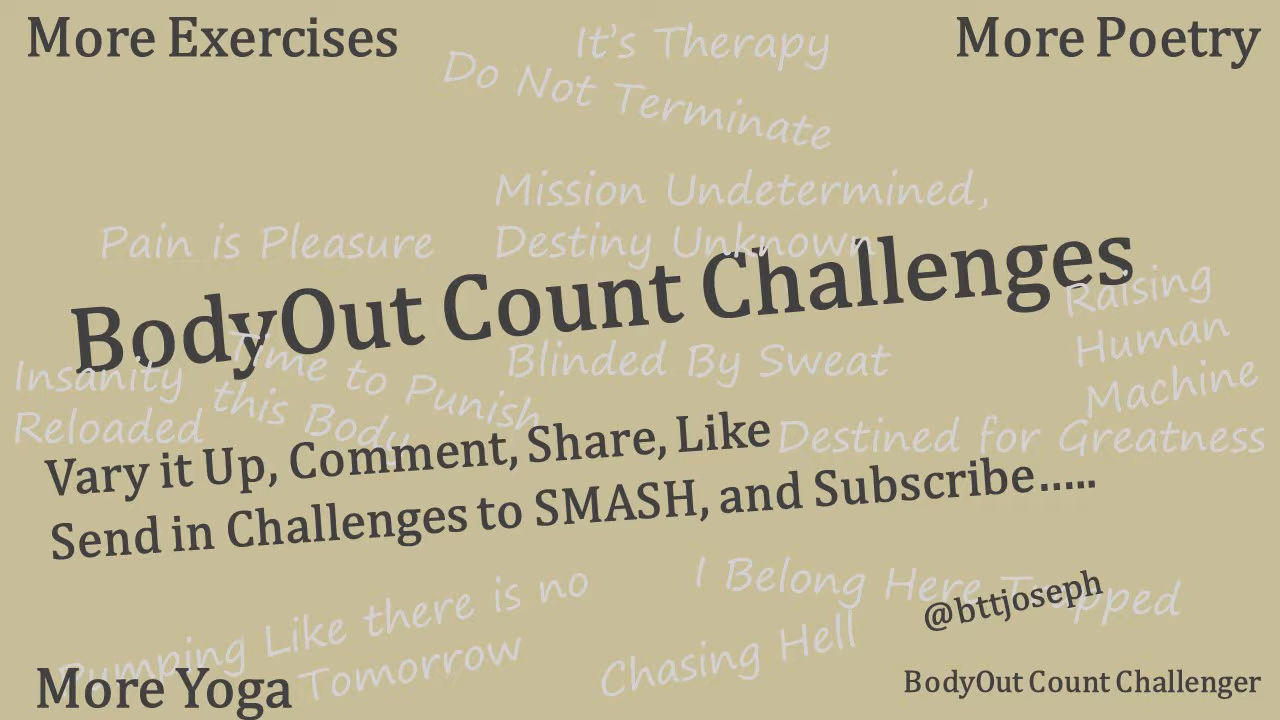 More Exercises
It's Therapy
More Poetry
Do Not Terminate
Mission Undetermined,
Destiny Unknown
Pain is Pleasure
BodyOut Count Challenges
Raising
Human
Machine
Insanity
Reloaded
Time to Punish
this Body
Blinded By Sweat
Destined for Greatness
Vary it Up, Comment, Share, Like
Send in Challenges to SMASH, and Subscribe.....
Pumping Like there is no
Tomorrow
I Belong Here Trapped
@bttjoseph
Chasing Hell
More Yoga
BodyOut Count Challenger